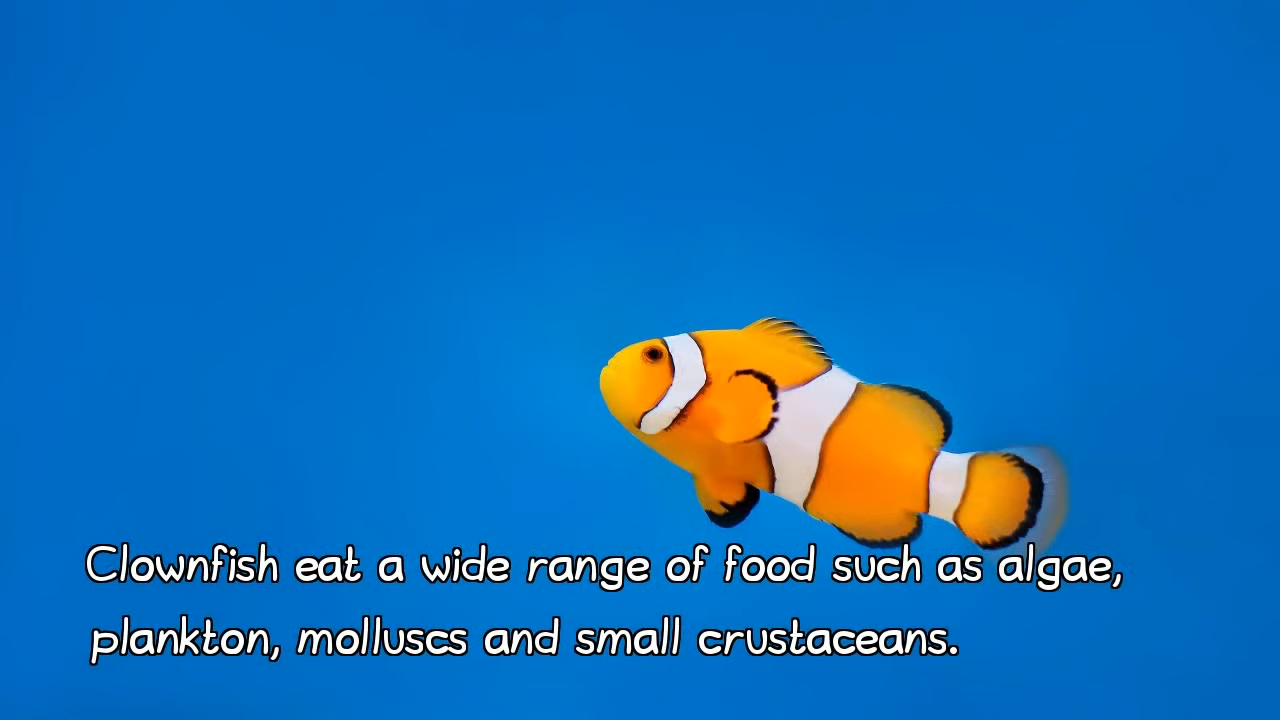 Clownfish eat a wide range of food such as algae,
plankton, molluscs and small crustaceans.